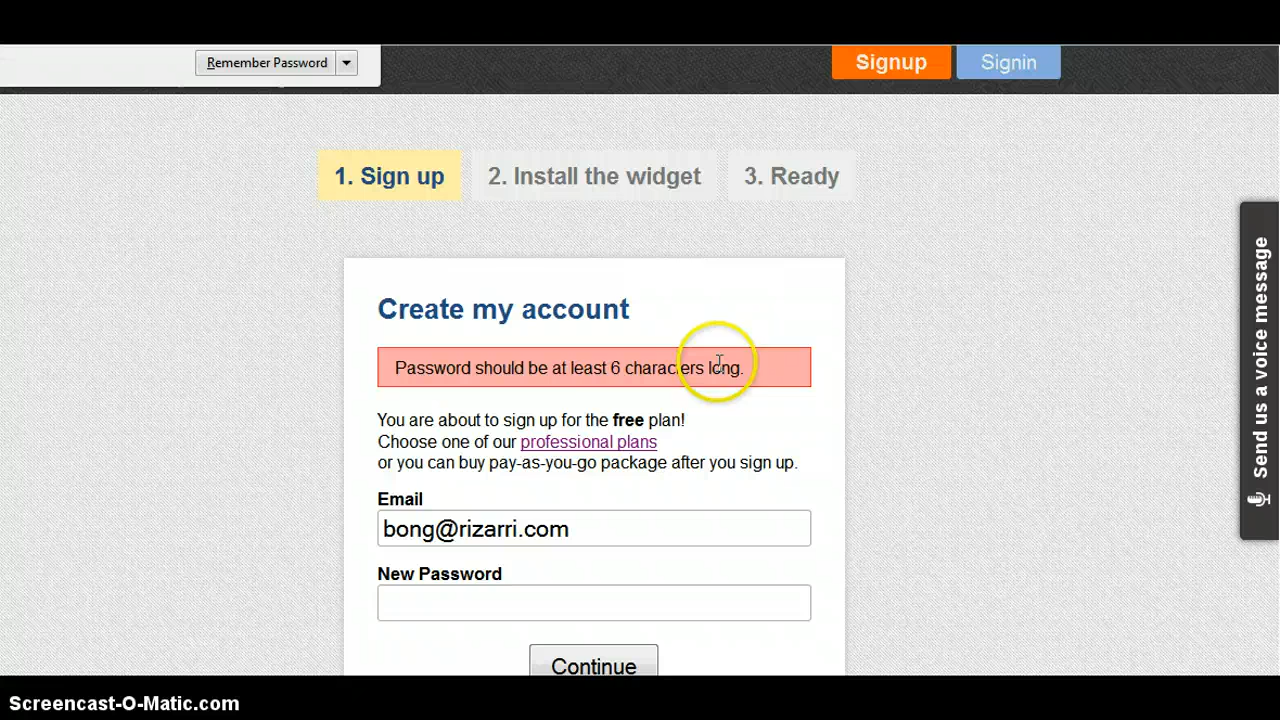 Remember Password
Signup
Signin
1. Sign up
2. Install the widget
3. Ready
Create my account
Password should be at least 6 characters long.
You are about to sign up for the free plan!
Choose one of our professional plans
or you can buy pay-as-you-go package after you sign up.
Email
bong@rizarri.com
New Password
Continue
Send us a voice message
Screencast-O-Matic.com